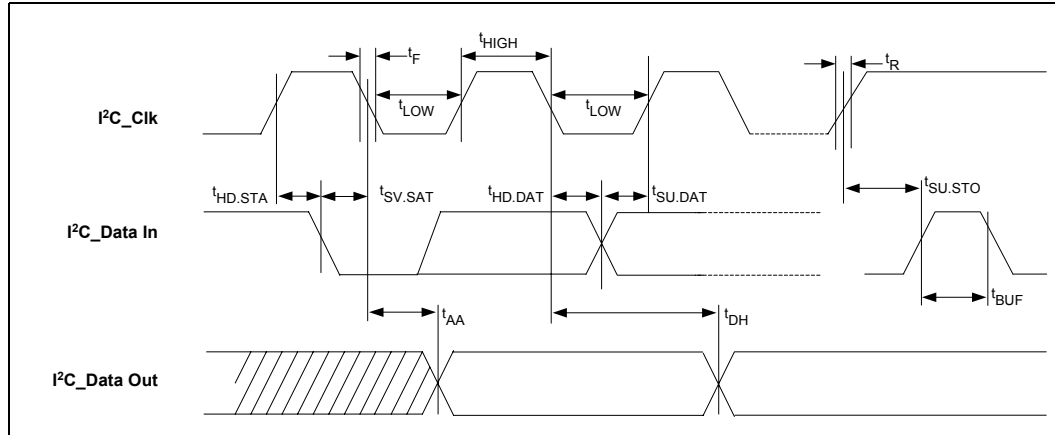 tF
tHIGH
tR
tLOW
tLOW
I²C_Clk
tHD.STA
tSV.SAT
tHD.DAT
tSU.DAT
tSU.STO
I²C_Data In
tBUF
tAA
tDH
I²C_Data Out